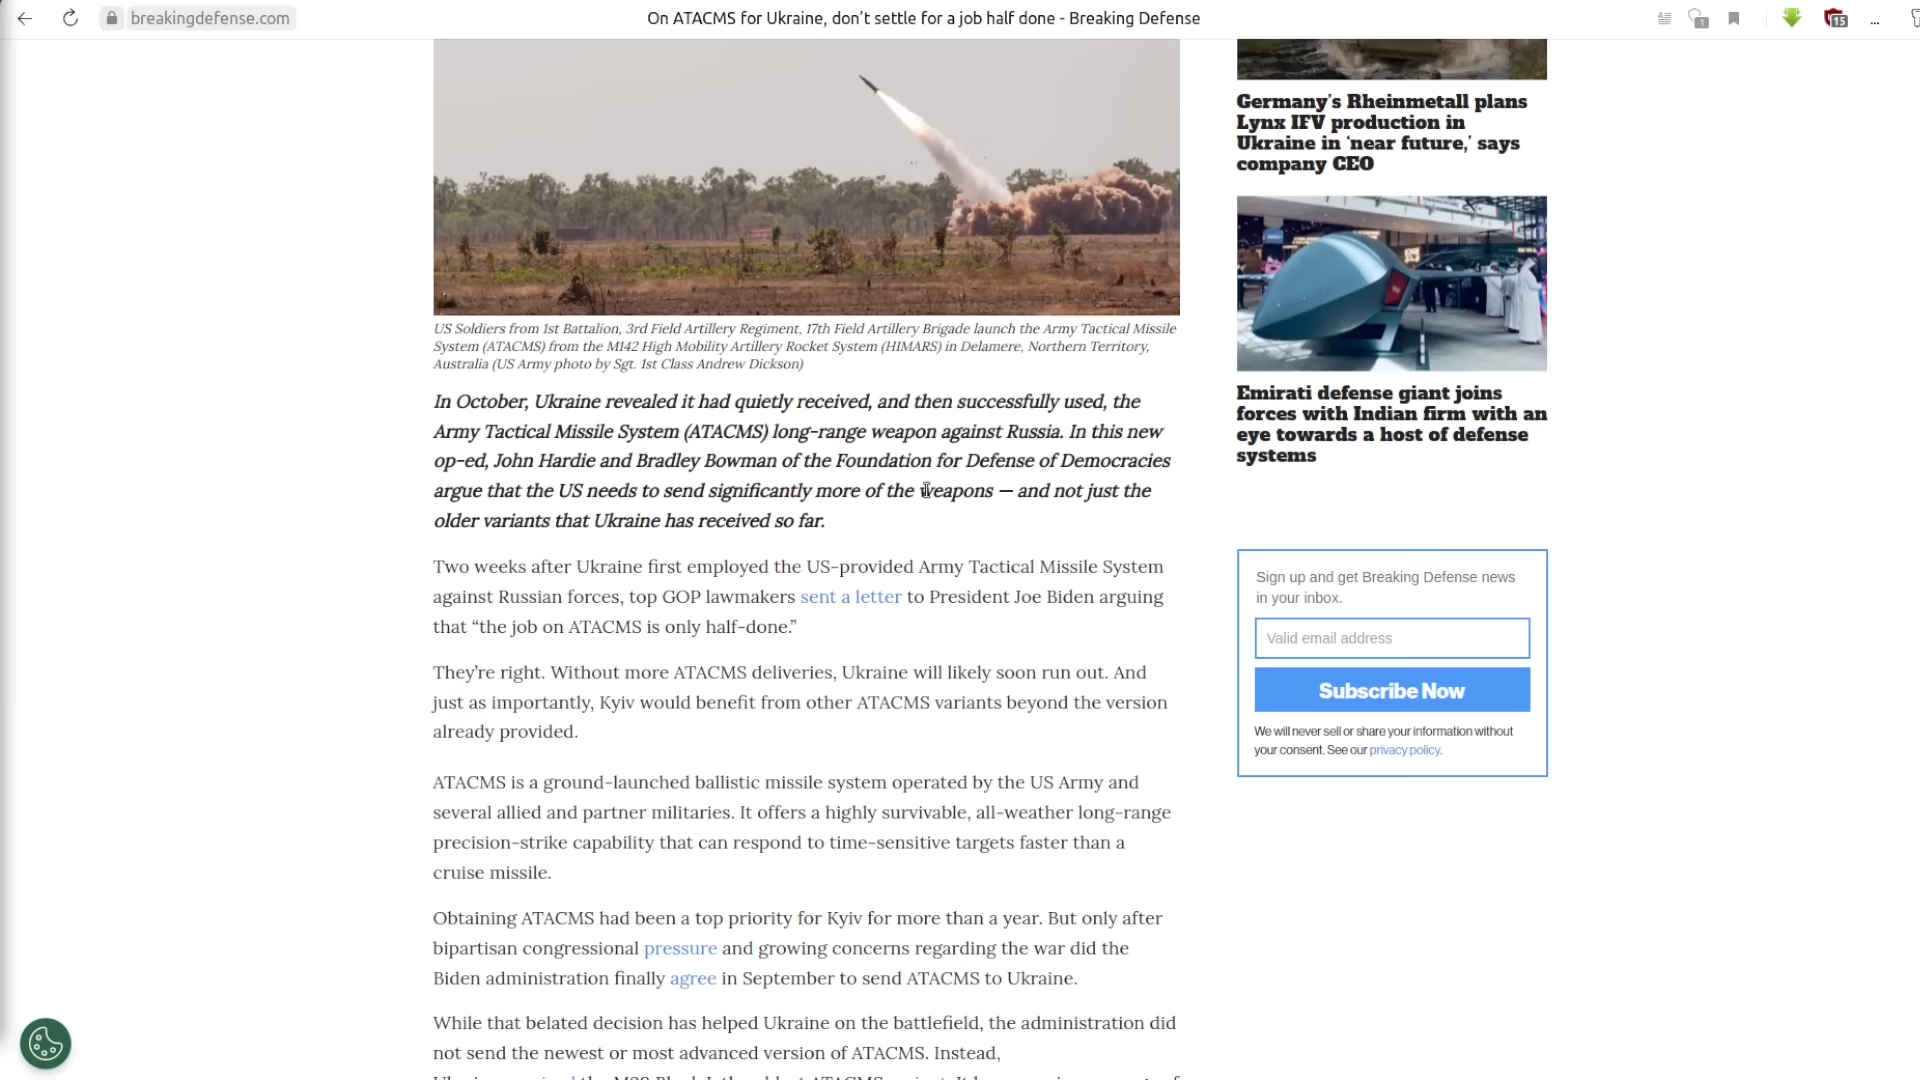 breakingdefense.com
On ATACMS for Ukraine, don't settle for a job half done - Breaking Defense
1
15
...
US Soldiers from 1st Battalion, 3rd Field Artillery Regiment, 17th Field Artillery Brigade launch the Army Tactical Missile
System (ATACMS) from the M142 High Mobility Artillery Rocket System (HIMARS) in Delamere, Northern Territory,
Australia (US Army photo by Sgt. 1st Class Andrew Dickson)
In October, Ukraine revealed it had quietly received, and then successfully used, the
Army Tactical Missile System (ATACMS) long-range weapon against Russia. In this new
op-ed, John Hardie and Bradley Bowman of the Foundation for Defense of Democracies
argue that the US needs to send significantly more of the weapons — and not just the
older variants that Ukraine has received so far.
Two weeks after Ukraine first employed the US-provided Army Tactical Missile System
against Russian forces, top GOP lawmakers sent a letter to President Joe Biden arguing
that “the job on ATACMS is only half-done.”
They’re right. Without more ATACMS deliveries, Ukraine will likely soon run out. And
just as importantly, Kyiv would benefit from other ATACMS variants beyond the version
already provided.
ATACMS is a ground-launched ballistic missile system operated by the US Army and
several allied and partner militaries. It offers a highly survivable, all-weather long-range
precision-strike capability that can respond to time-sensitive targets faster than a
cruise missile.
Obtaining ATACMS had been a top priority for Kyiv for more than a year. But only after
bipartisan congressional pressure and growing concerns regarding the war did the
Biden administration finally agree in September to send ATACMS to Ukraine.
While that belated decision has helped Ukraine on the battlefield, the administration did
not send the newest or most advanced version of ATACMS. Instead,
Germany’s Rheinmetall plans
Lynx IFV production in
Ukraine in ‘near future,’ says
company CEO
Emirati defense giant joins
forces with Indian firm with an
eye towards a host of defense
systems
Sign up and get Breaking Defense news
in your inbox.
Valid email address
Subscribe Now
We will never sell or share your information without
your consent. See our privacy policy.